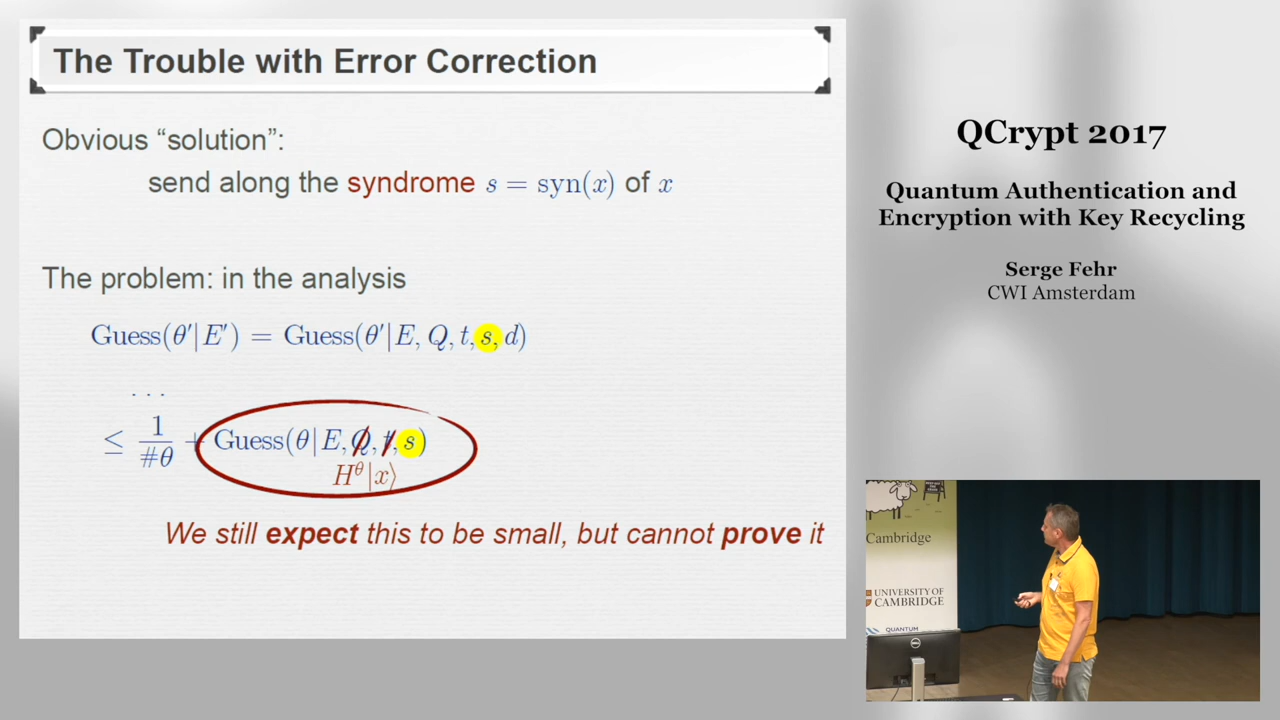 The Trouble with Error Correction
Obvious “solution”:
send along the syndrome s = syn(x) of x
The problem: in the analysis
Guess(θ′|E′) = Guess(θ′|E, Q, t, s, d)
. . .
≤ 1/#θ + Guess(θ|E, Q, t, s)
H^θ|x⟩
We still expect this to be small, but cannot prove it
QCrypt 2017
Quantum Authentication and
Encryption with Key Recycling
Serge Fehr
CWI Amsterdam
Cambridge
UNIVERSITY OF
CAMBRIDGE
QUANTUM
DELL